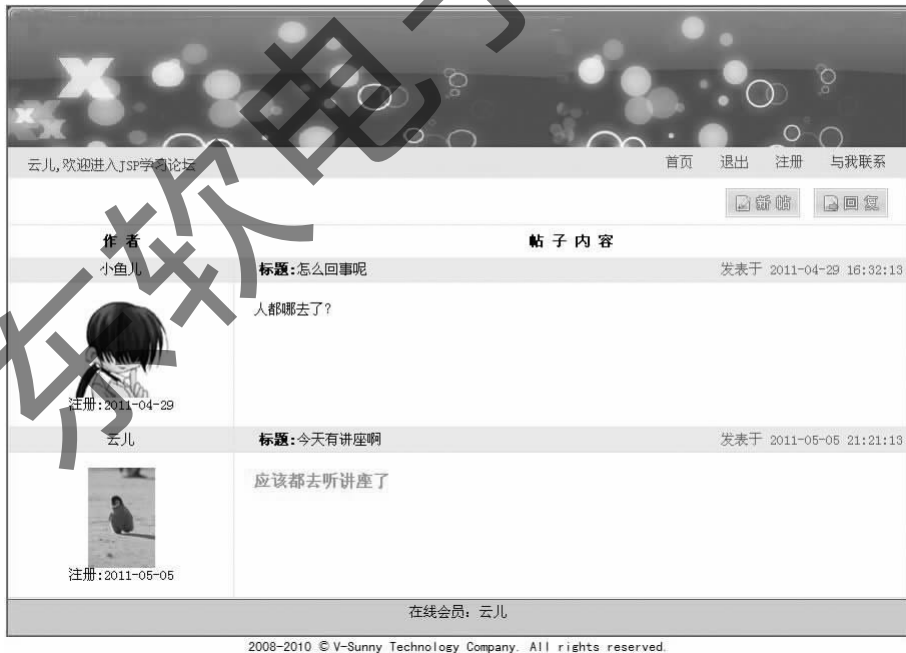 东软电子
云儿,欢迎进入JSP学习论坛 首页 退出 注册 与我联系
新帖 回复
作者 帖子内容
小鱼儿 标题:怎么回事呢 发表于 2011-04-29 16:32:13
人都哪去了?
注册:2011-04-29
云儿 标题:今天有讲座啊 发表于 2011-05-05 21:21:13
应该都去听讲座了
注册:2011-05-05
在线会员: 云儿
2008-2010 © V-Sunny Technology Company. All rights reserved.